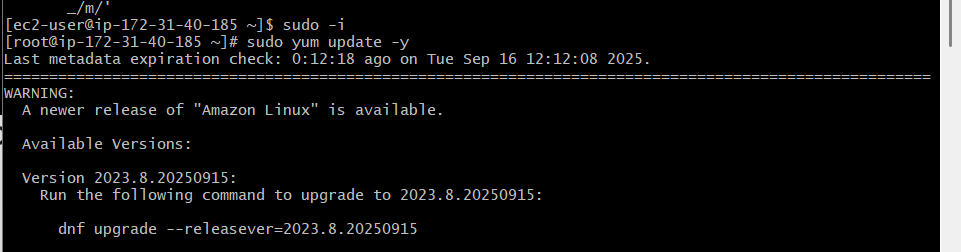 _/m/'
[ec2-user@ip-172-31-40-185 ~]$ sudo -i
[root@ip-172-31-40-185 ~]# sudo yum update -y
Last metadata expiration check: 0:12:18 ago on Tue Sep 16 12:12:08 2025.
=======================================================================================================
WARNING:
  A newer release of "Amazon Linux" is available.

  Available Versions:

  Version 2023.8.20250915:
    Run the following command to upgrade to 2023.8.20250915:

      dnf upgrade --releasever=2023.8.20250915